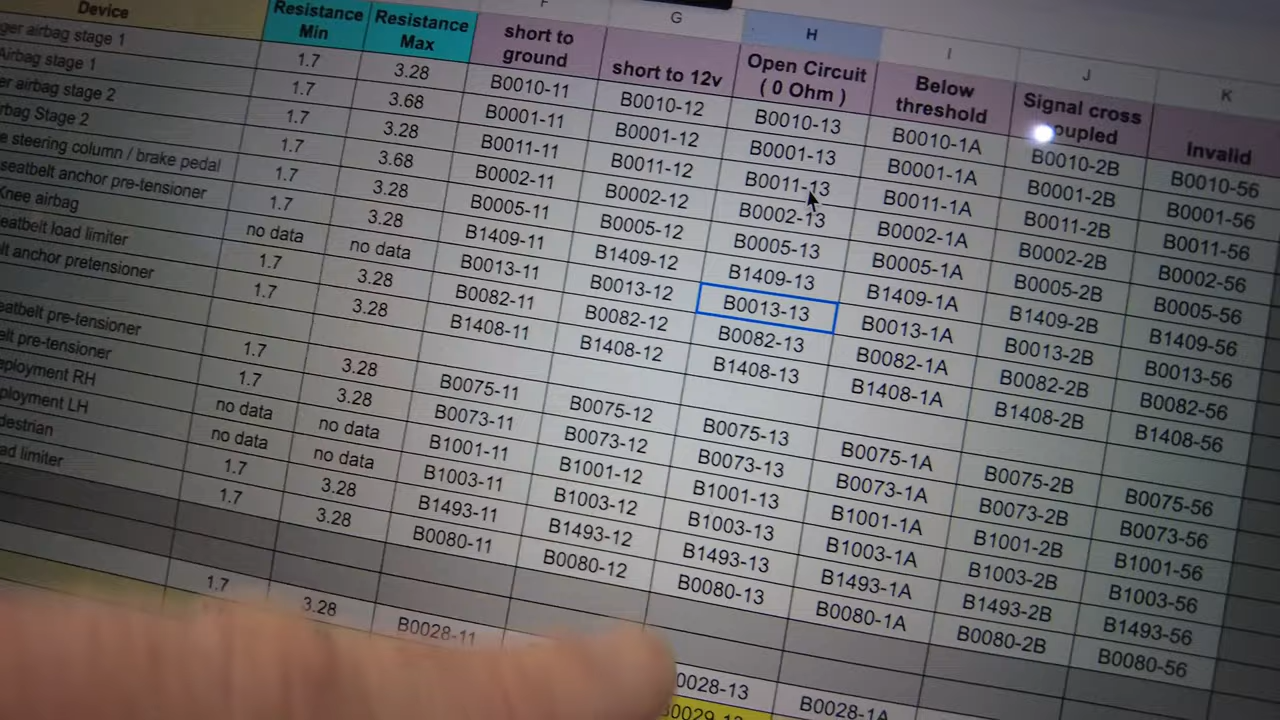 F G H I J K
Device Resistance Min Resistance Max short to ground short to 12v Open Circuit ( 0 Ohm ) Below threshold Signal cross coupled Invalid
ger airbag stage 1 1.7 3.28 B0010-11 B0010-12 B0010-13 B0010-1A B0010-2B B0010-56
Airbag stage 1 1.7 3.68 B0001-11 B0001-12 B0001-13 B0001-1A B0001-2B B0001-56
er airbag stage 2 1.7 3.28 B0011-11 B0011-12 B0011-13 B0011-1A B0011-2B B0011-56
rbag Stage 2 1.7 3.68 B0002-11 B0002-12 B0002-13 B0002-1A B0002-2B B0002-56
e steering column / brake pedal 1.7 3.28 B0005-11 B0005-12 B0005-13 B0005-1A B0005-2B B0005-56
seatbelt anchor pre-tensioner 1.7 3.28 B1409-11 B1409-12 B1409-13 B1409-1A B1409-2B B1409-56
Knee airbag no data no data B0013-11 B0013-12 B0013-13 B0013-1A B0013-2B B0013-56
eatbelt load limiter 1.7 3.28 B0082-11 B0082-12 B0082-13 B0082-1A B0082-2B B0082-56
lt anchor pretensioner 1.7 3.28 B1408-11 B1408-12 B1408-13 B1408-1A B1408-2B B1408-56
eatbelt pre-tensioner 1.7 3.28 B0075-11 B0075-12 B0075-13 B0075-1A B0075-2B B0075-56
elt pre-tensioner 1.7 3.28 B0073-11 B0073-12 B0073-13 B0073-1A B0073-2B B0073-56
eployment RH no data no data B1001-11 B1001-12 B1001-13 B1001-1A B1001-2B B1001-56
ployment LH no data no data B1003-11 B1003-12 B1003-13 B1003-1A B1003-2B B1003-56
destrian 1.7 3.28 B1493-11 B1493-12 B1493-13 B1493-1A B1493-2B B1493-56
ad limiter 1.7 3.28 B0080-11 B0080-12 B0080-13 B0080-1A B0080-2B B0080-56
1.7 3.28 B0028-11 0028-13 B0028-1A